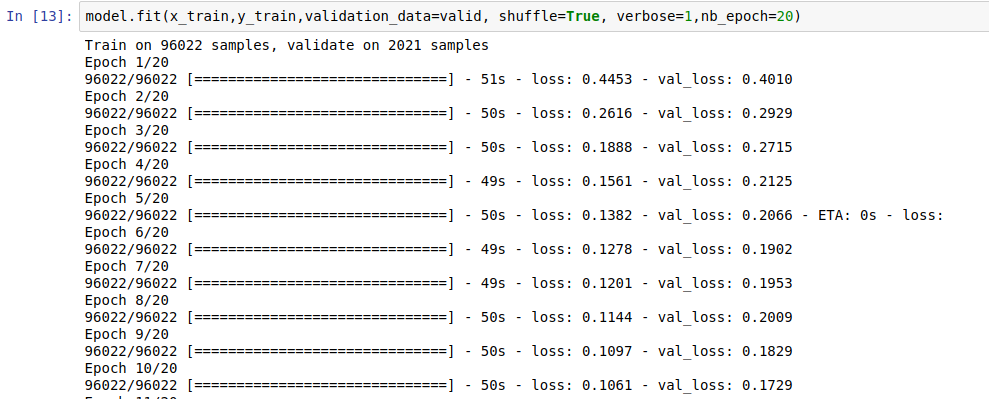 In [13]: model.fit(x_train,y_train,validation_data=valid, shuffle=True, verbose=1,nb_epoch=20)
Train on 96022 samples, validate on 2021 samples
Epoch 1/20
96022/96022 [==============================] - 51s - loss: 0.4453 - val_loss: 0.4010
Epoch 2/20
96022/96022 [==============================] - 50s - loss: 0.2616 - val_loss: 0.2929
Epoch 3/20
96022/96022 [==============================] - 50s - loss: 0.1888 - val_loss: 0.2715
Epoch 4/20
96022/96022 [==============================] - 49s - loss: 0.1561 - val_loss: 0.2125
Epoch 5/20
96022/96022 [==============================] - 50s - loss: 0.1382 - val_loss: 0.2066 - ETA: 0s - loss:
Epoch 6/20
96022/96022 [==============================] - 49s - loss: 0.1278 - val_loss: 0.1902
Epoch 7/20
96022/96022 [==============================] - 49s - loss: 0.1201 - val_loss: 0.1953
Epoch 8/20
96022/96022 [==============================] - 50s - loss: 0.1144 - val_loss: 0.2009
Epoch 9/20
96022/96022 [==============================] - 50s - loss: 0.1097 - val_loss: 0.1829
Epoch 10/20
96022/96022 [==============================] - 50s - loss: 0.1061 - val_loss: 0.1729